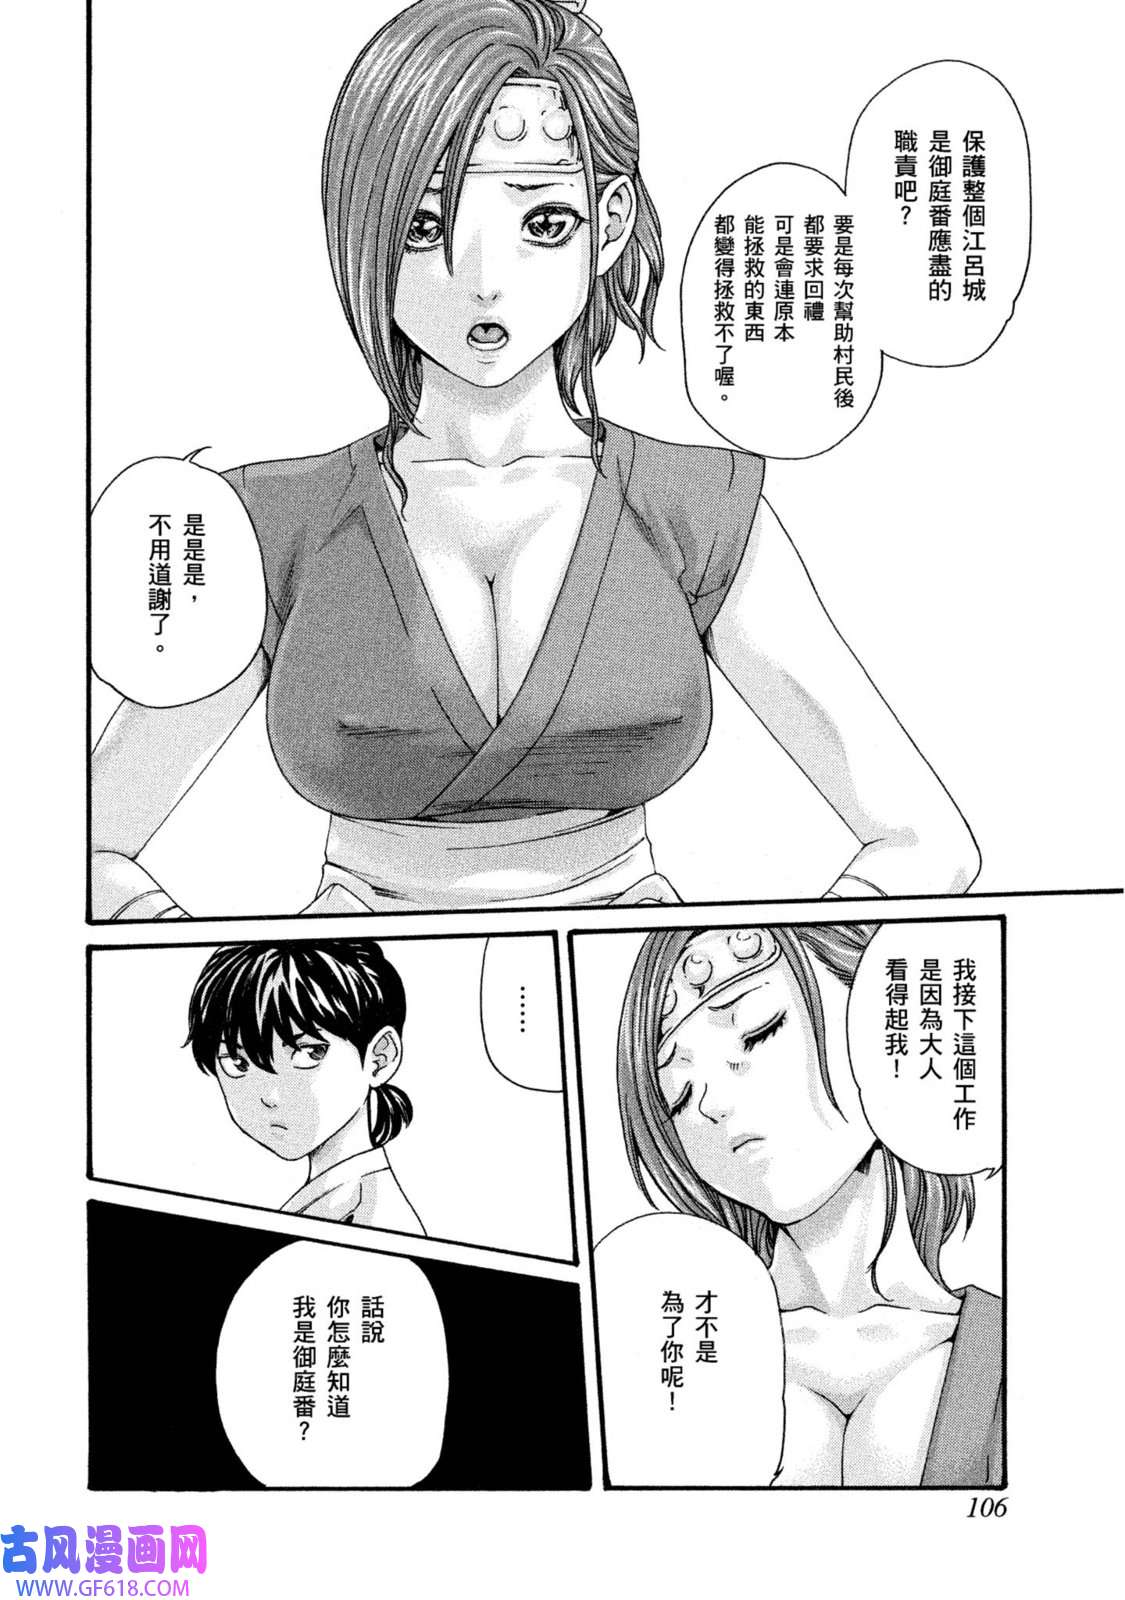 保護整個江呂城
是御庭番應盡的
職責吧？
要是每次幫助村民後
都要求回禮
可是會連原本
能拯救的東西
都變得拯救不了喔。
是是是，
不用道謝了。
我接下這個工作
是因為大人
看得起我！
才不是
為了你呢！
……
話說
你怎麼知道
我是御庭番？
106
古风漫画网
WWW.GF618.COM